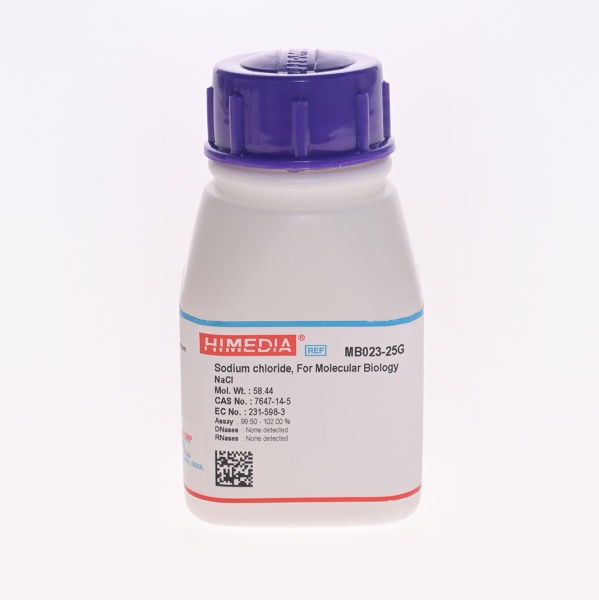 HIMEDIA®
REF MB023-25G
Sodium chloride, For Molecular Biology
NaCl
Mol. Wt. : 58.44
CAS No. : 7647-14-5
EC No. : 231-598-3
Assay : 99.50 - 102.00 %
DNases : None detected
RNases : None detected
INDIA.